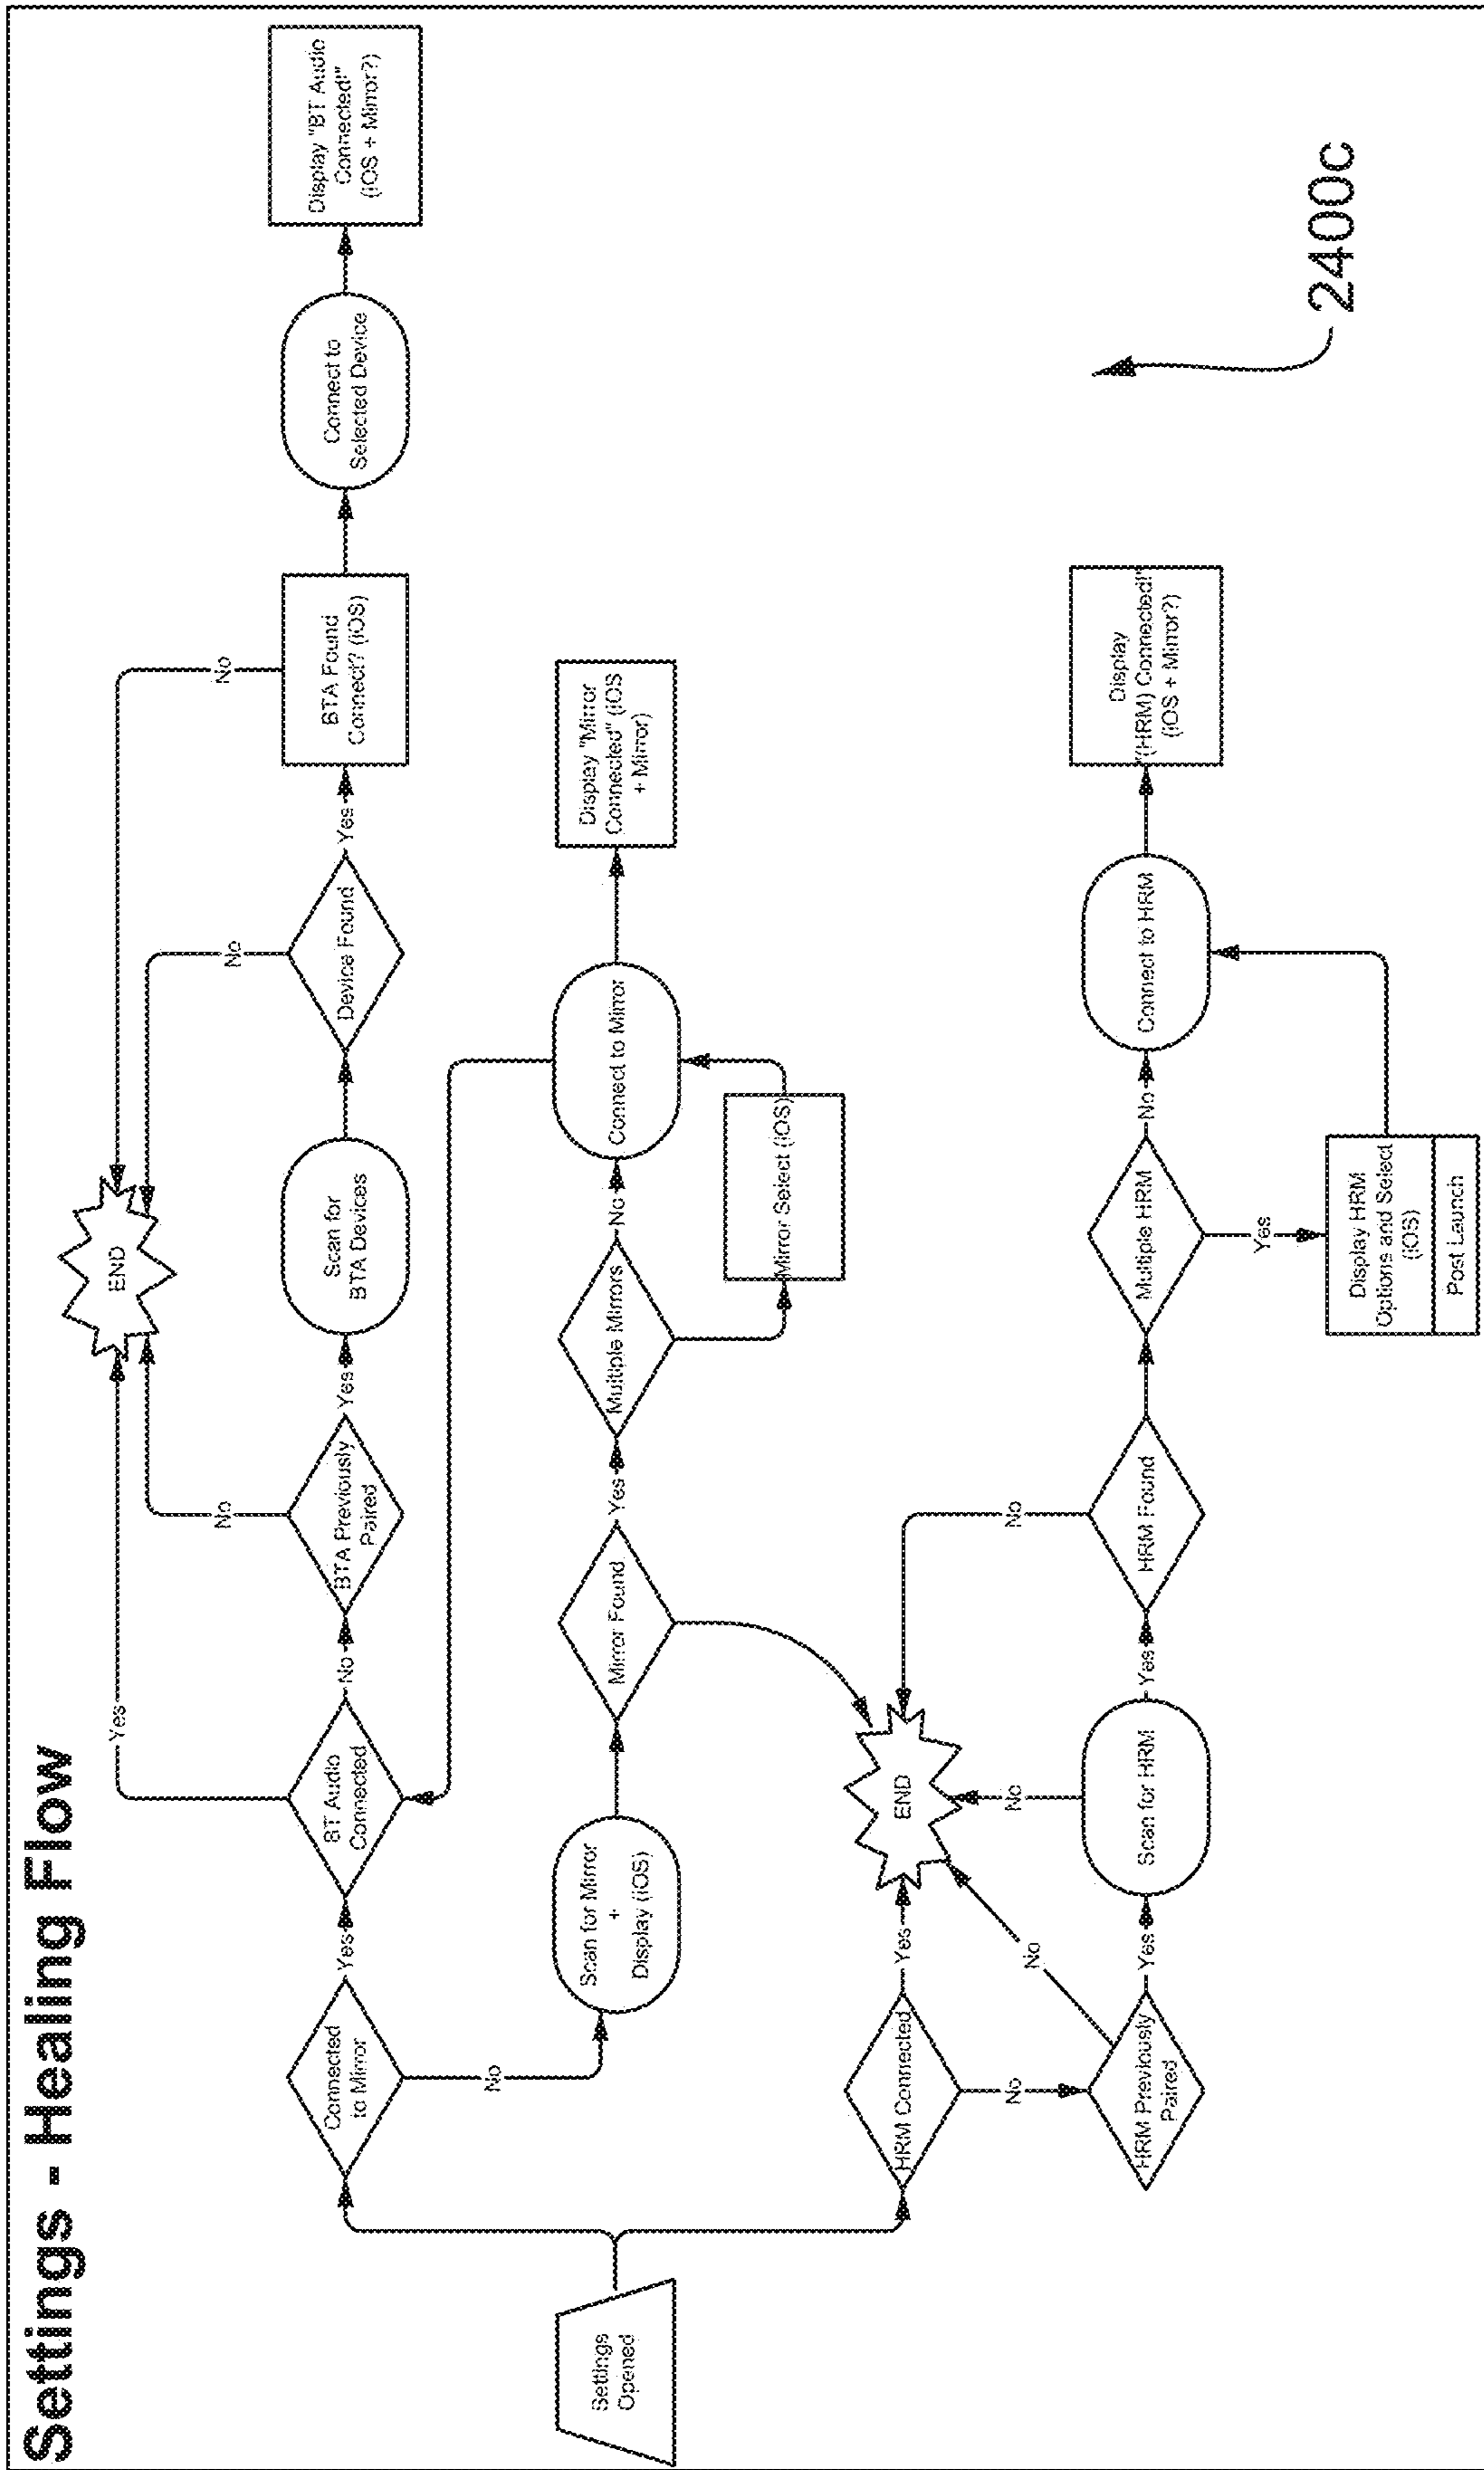 Settings - Healing Flow
Settings
Opened
Connected
to Mirror
Yes
No
BT Audio
Connected
Yes
No
BTA Previously
Paired
No
Yes
END
Scan for
BTA Devices
Device Found
No
Yes
BTA Found
Connect? (iOS)
No
Connect to
Selected Device
Display "BT Audio
Connected!"
(iOS + Mirror?)
Scan for Mirror
+
Display (iOS)
Mirror Found
Yes
Multiple Mirrors
No
Mirror Select (iOS)
Connect to Mirror
Display "Mirror
Connected" (iOS
+ Mirror)
HRM Connected
Yes
No
END
HRM Previously
Paired
No
Yes
Scan for HRM
No
Yes
HRM Found
No
Multiple HRM
No
Yes
Display HRM
Options and Select
(iOS)
Post Launch
Connect to HRM
Display
"(HRM) Connected!"
(iOS + Mirror?)
2400c